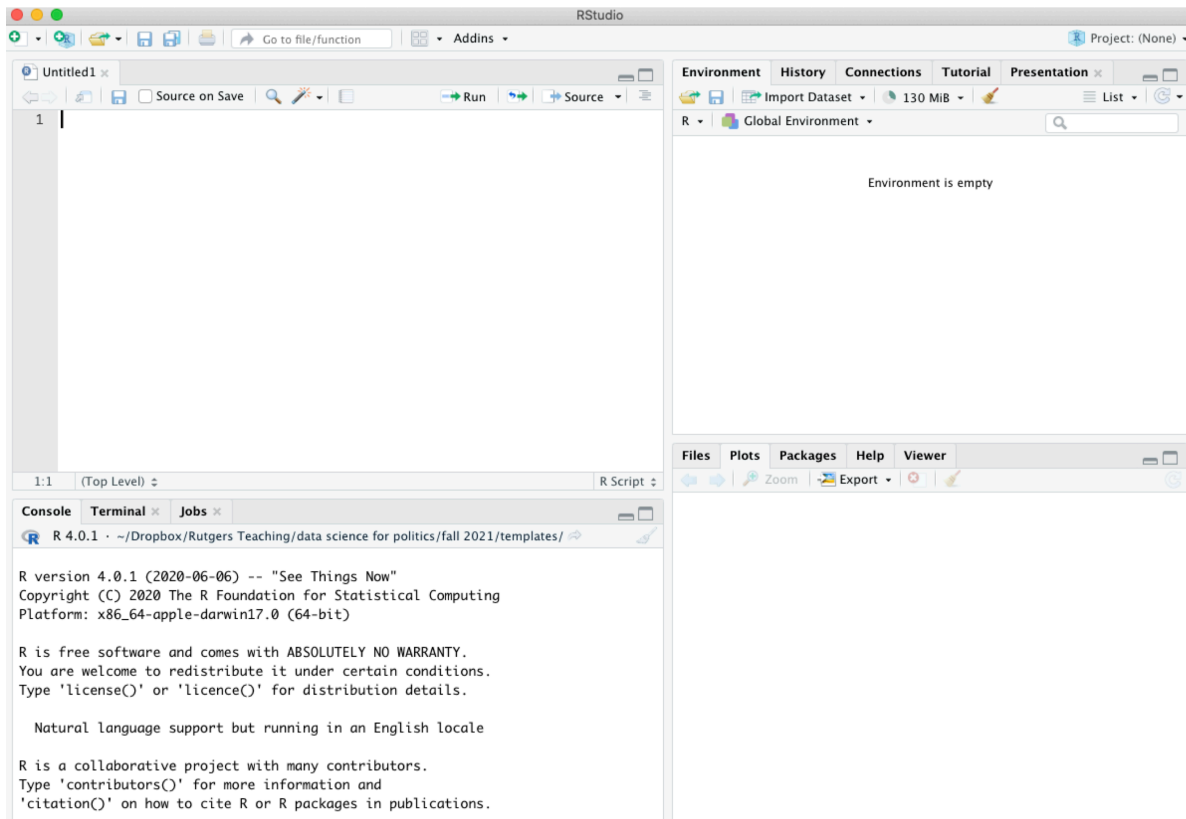 RStudio
Go to file/function
Addins
Project: (None)
Untitled1
Source on Save
Run
Source
1
1:1
(Top Level)
R Script
Console Terminal Jobs
R 4.0.1 · ~/Dropbox/Rutgers Teaching/data science for politics/fall 2021/templates/
R version 4.0.1 (2020-06-06) -- "See Things Now"
Copyright (C) 2020 The R Foundation for Statistical Computing
Platform: x86_64-apple-darwin17.0 (64-bit)
R is free software and comes with ABSOLUTELY NO WARRANTY.
You are welcome to redistribute it under certain conditions.
Type 'license()' or 'licence()' for distribution details.
Natural language support but running in an English locale
R is a collaborative project with many contributors.
Type 'contributors()' for more information and
'citation()' on how to cite R or R packages in publications.
Environment History Connections Tutorial Presentation
Import Dataset 130 MiB List
R Global Environment
Environment is empty
Files Plots Packages Help Viewer
Zoom Export